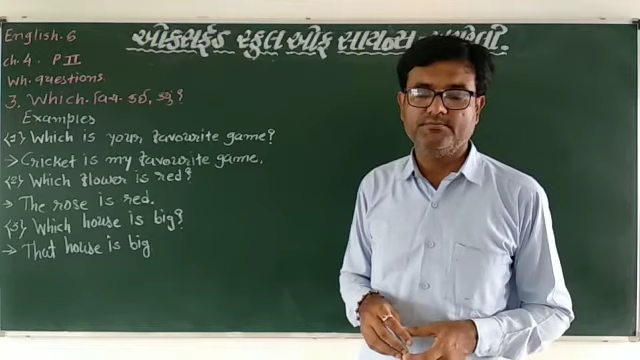 English-6
ઓક્સફર્ડ સ્કુલ ઓફ સાયન્સ
ch.4 P II
Wh. questions
3. Which - કઈ, કયું?
Examples
(1) Which is your favourite game?
→ Cricket is my favourite game.
(2) Which flower is red?
→ The rose is red.
(3) Which house is big?
→ That house is big